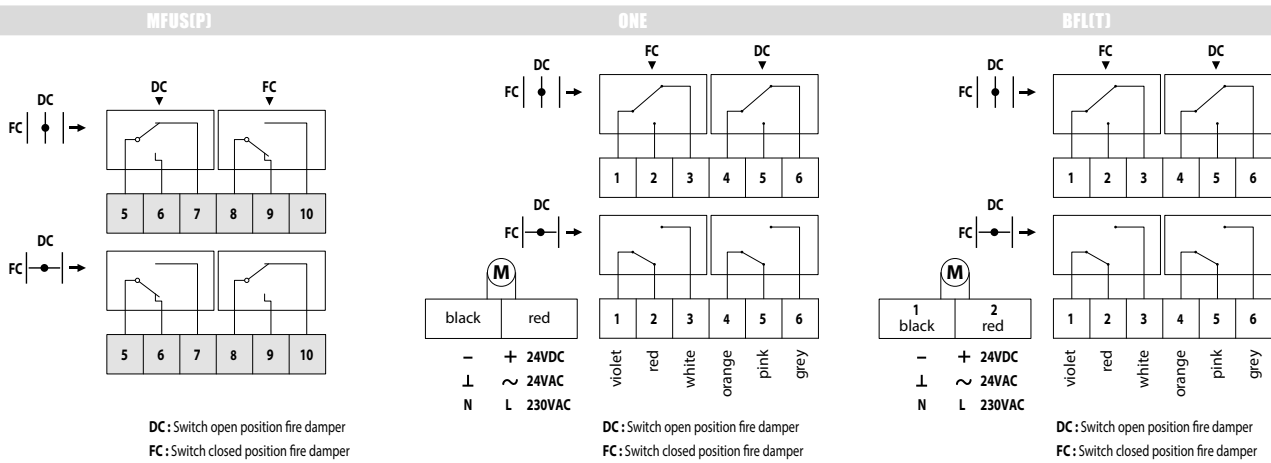 MFUS(P)
DC
FC
DC FC
5 6 7 8 9 10
DC
FC
5 6 7 8 9 10
DC : Switch open position fire damper
FC : Switch closed position fire damper
ONE
FC DC
DC
FC
1 2 3 4 5 6
DC
FC
M
black red
1 2 3 4 5 6
violet red white orange pink grey
– + 24VDC
⊥ ~ 24VAC
N L 230VAC
DC : Switch open position fire damper
FC : Switch closed position fire damper
BFL(T)
FC DC
DC
FC
1 2 3 4 5 6
DC
FC
M
1 2
black red
1 2 3 4 5 6
violet red white orange pink grey
– + 24VDC
⊥ ~ 24VAC
N L 230VAC
DC : Switch open position fire damper
FC : Switch closed position fire damper